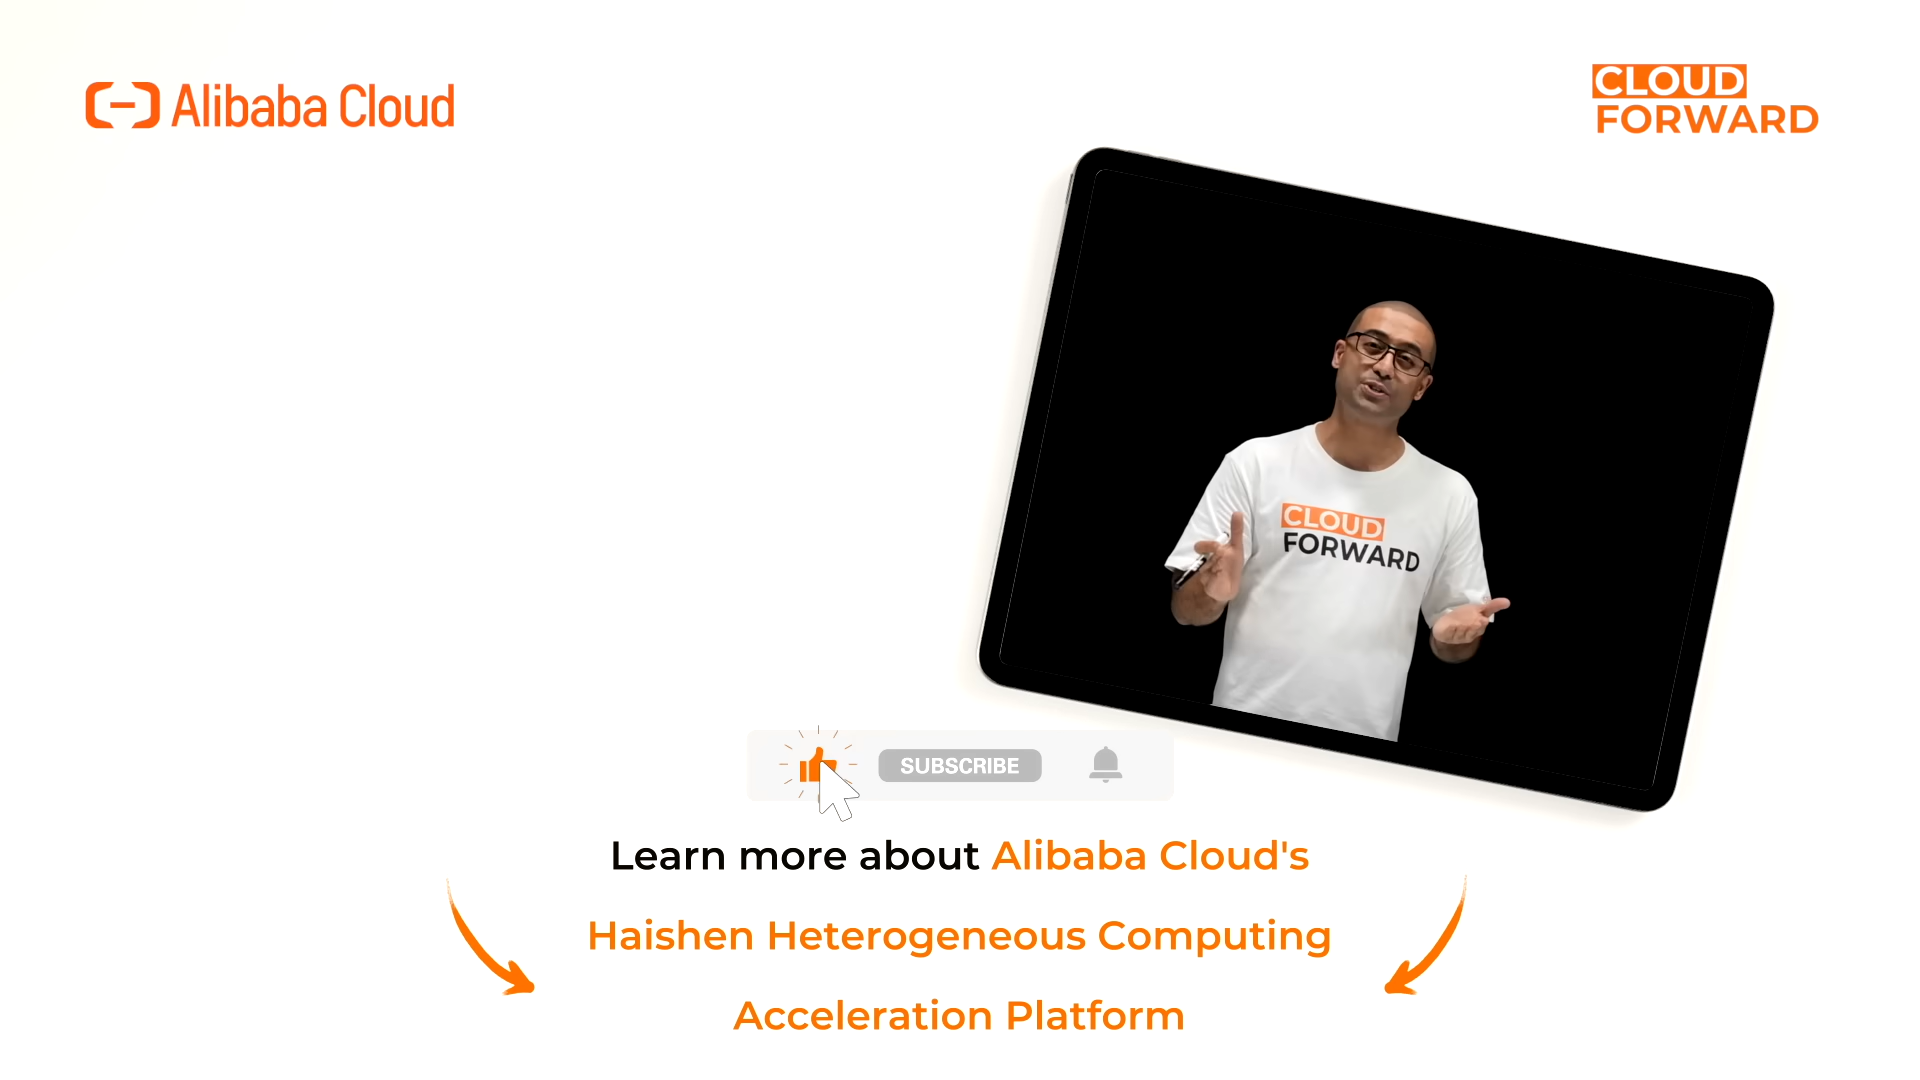 Alibaba Cloud
CLOUD
FORWARD
CLOUD
FORWARD
SUBSCRIBE
Learn more about Alibaba Cloud's
Haishen Heterogeneous Computing
Acceleration Platform